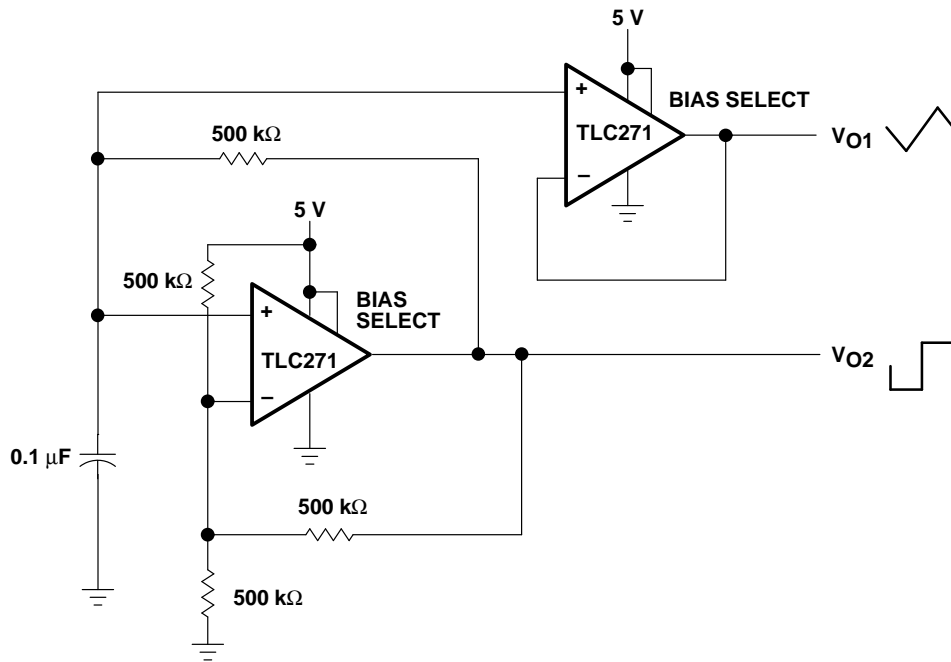 5 V
+
BIAS SELECT
TLC271
−
VO1
500 kΩ
5 V
500 kΩ
BIAS
SELECT
+
TLC271
−
VO2
0.1 μF
500 kΩ
500 kΩ